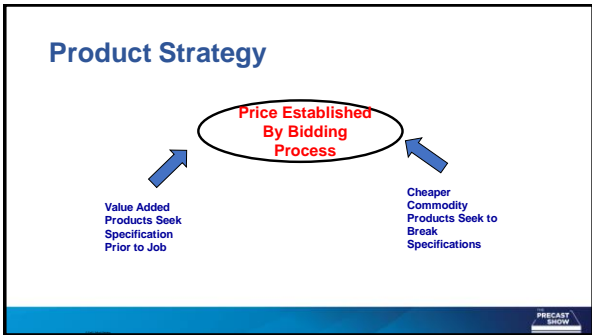 Product Strategy
Price Established
By Bidding
Process
Value Added
Products Seek
Specification
Prior to Job
Cheaper
Commodity
Products Seek to
Break
Specifications
THE
PRECAST
SHOW